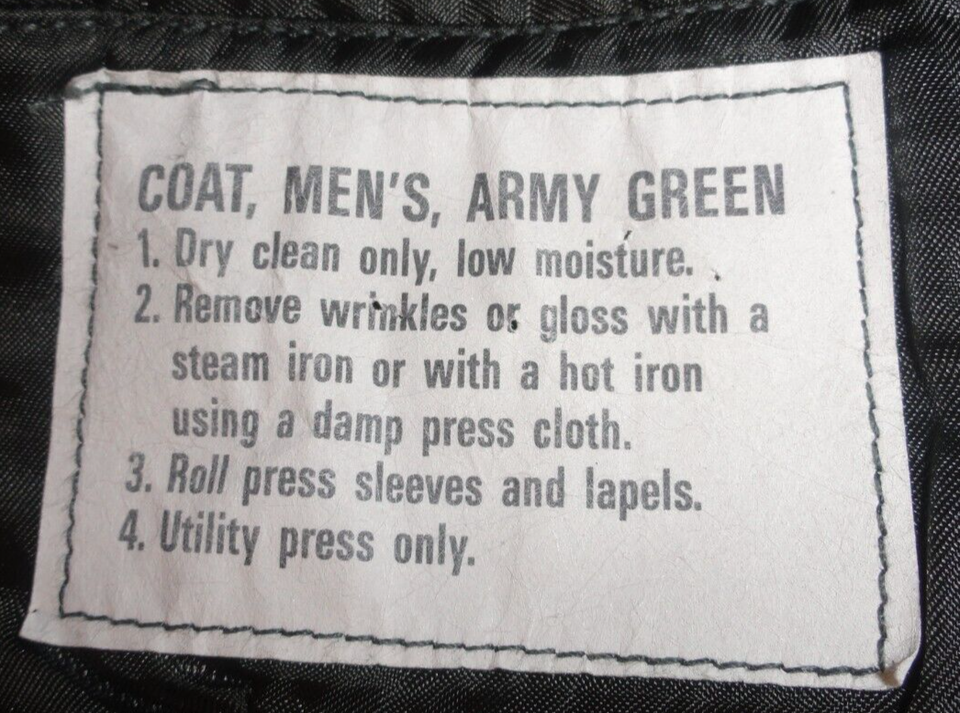 COAT, MEN'S, ARMY GREEN
1. Dry clean only, low moisture.
2. Remove wrinkles or gloss with a
steam iron or with a hot iron
using a damp press cloth.
3. Roll press sleeves and lapels.
4. Utility press only.